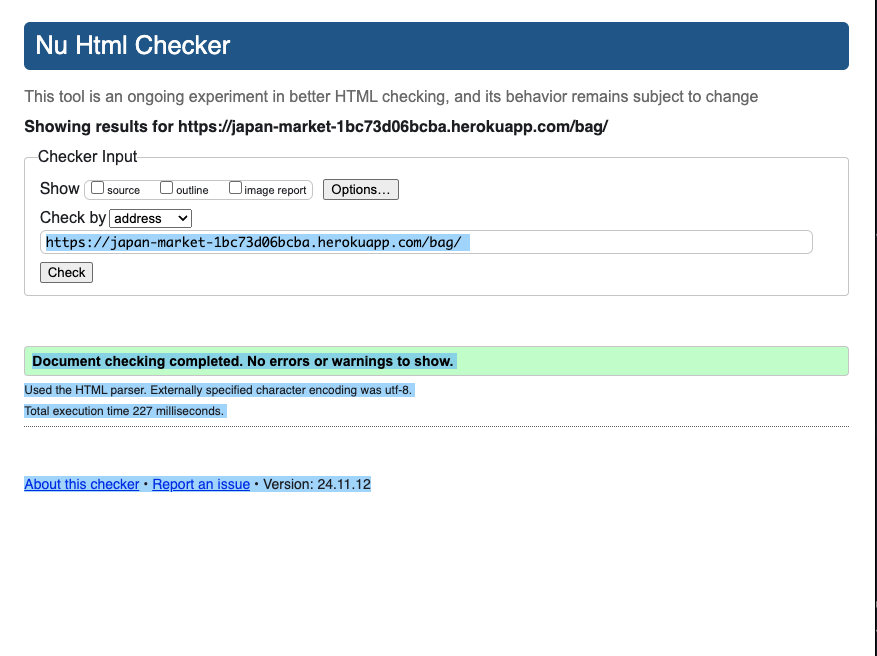 Nu Html Checker
This tool is an ongoing experiment in better HTML checking, and its behavior remains subject to change
Showing results for https://japan-market-1bc73d06bcba.herokuapp.com/bag/
Checker Input
Show source outline image report Options...
Check by address
https://japan-market-1bc73d06bcba.herokuapp.com/bag/
Check
Document checking completed. No errors or warnings to show.
Used the HTML parser. Externally specified character encoding was utf-8.
Total execution time 227 milliseconds.
About this checker • Report an issue • Version: 24.11.12